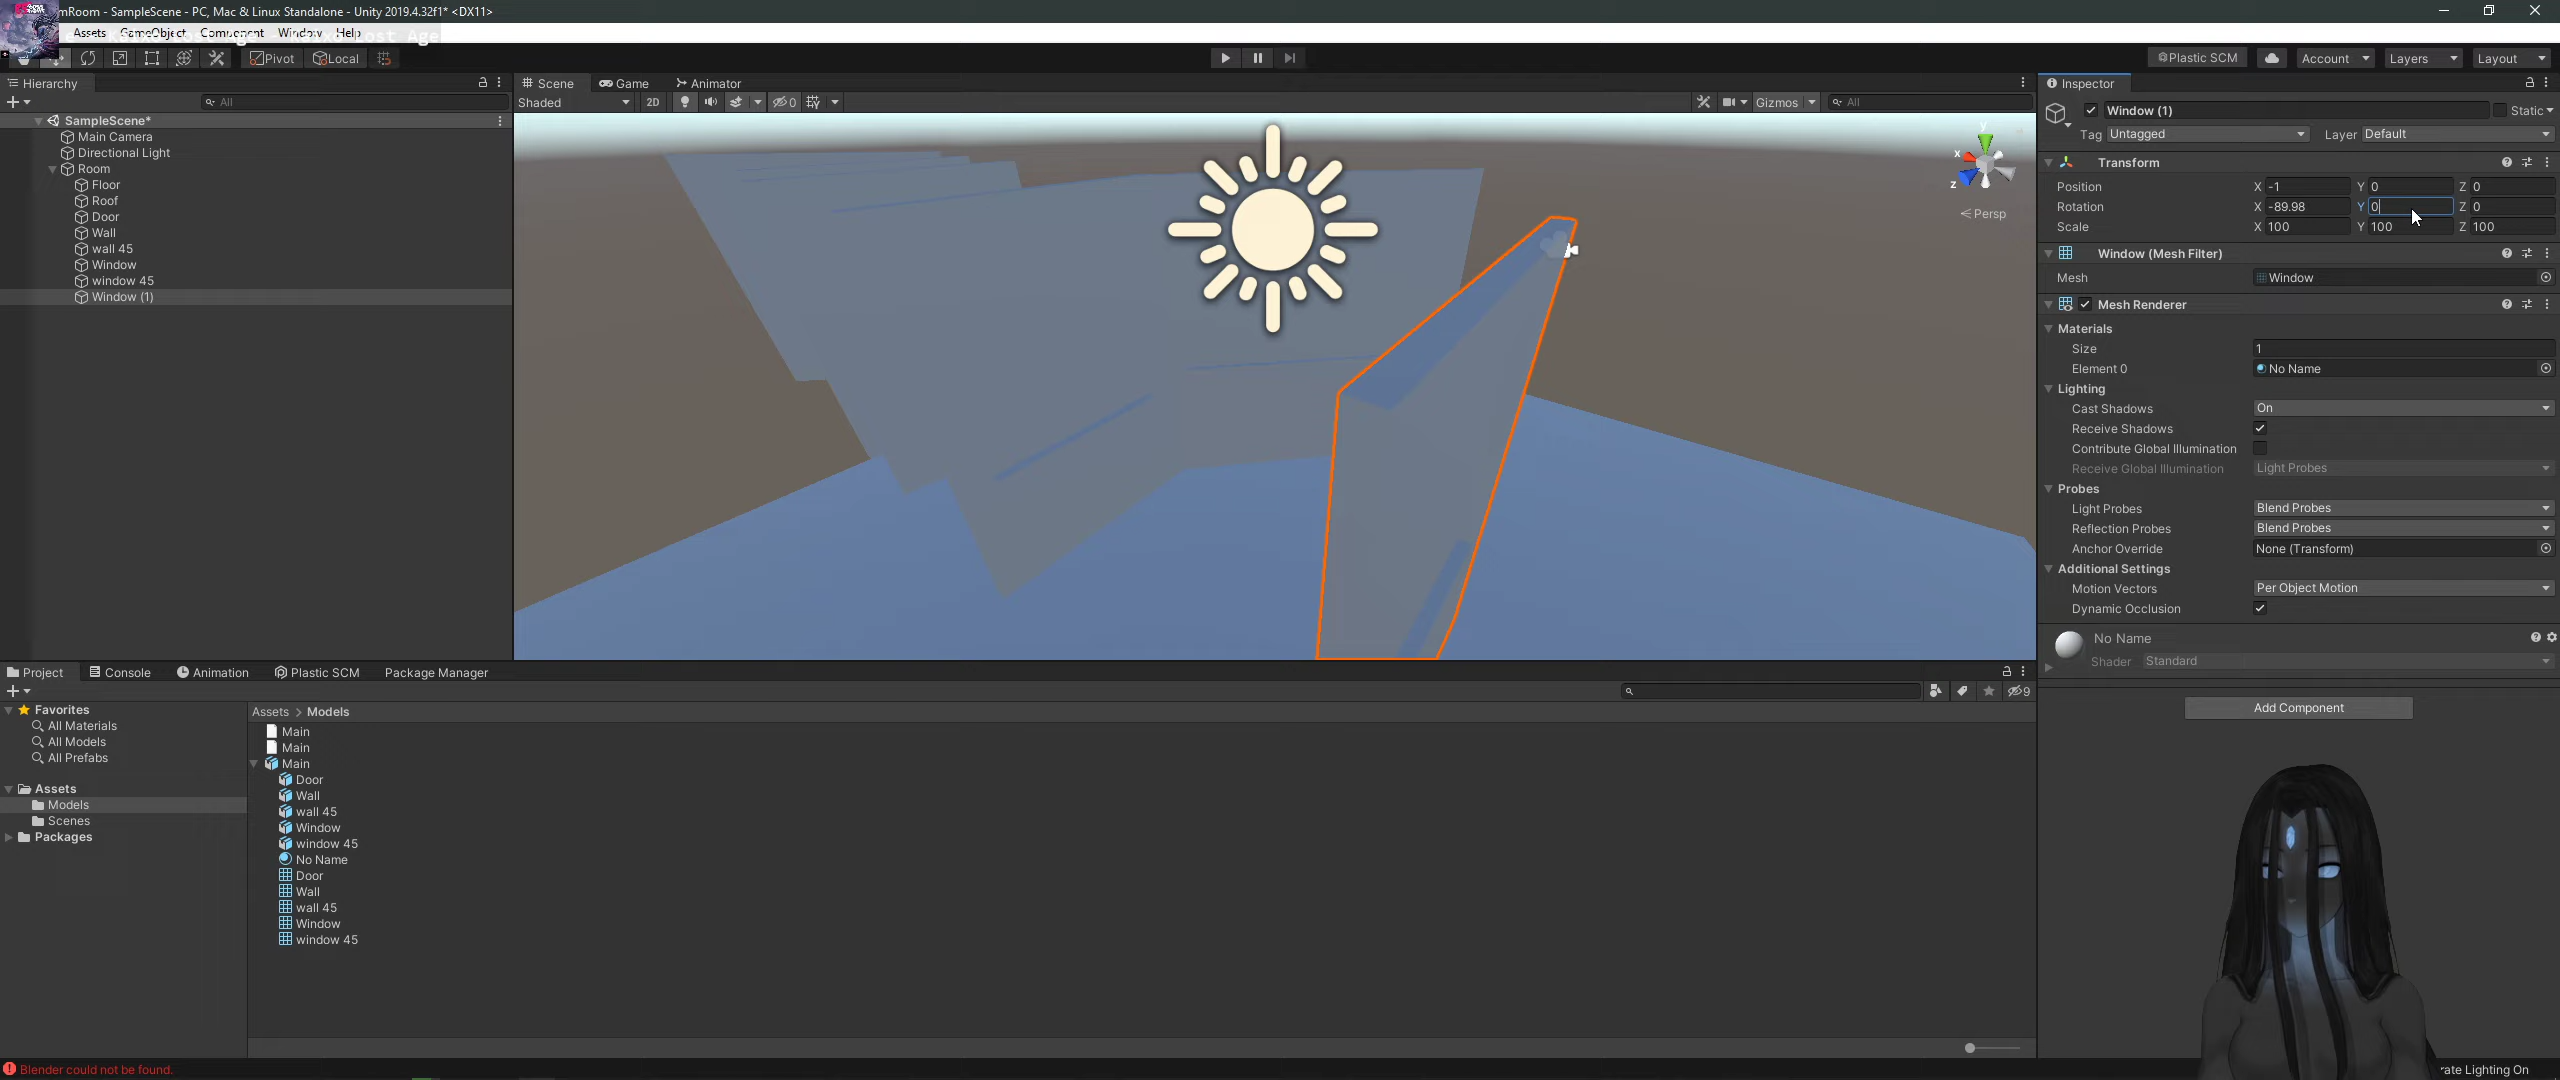 mRoom - SampleScene - PC, Mac & Linux Standalone - Unity 2019.4.32f1* <DX11>
Assets GameObject Component Window Help
Lost Age
Lost Age
Pivot Local
Plastic SCM Account Layers Layout
Hierarchy
All
SampleScene*
Main Camera
Directional Light
Room
Floor
Roof
Door
Wall
wall 45
Window
window 45
Window (1)
Scene Game Animator
Shaded 2D 0 Gizmos All
y
x
z
Persp
Inspector
Window (1) Static
Tag Untagged Layer Default
Transform
Position X -1 Y 0 Z 0
Rotation X -89.98 Y 0 Z 0
Scale X 100 Y 100 Z 100
Window (Mesh Filter)
Mesh Window
Mesh Renderer
Materials
Size 1
Element 0 No Name
Lighting
Cast Shadows On
Receive Shadows
Contribute Global Illumination
Receive Global Illumination Light Probes
Probes
Light Probes Blend Probes
Reflection Probes Blend Probes
Anchor Override None (Transform)
Additional Settings
Motion Vectors Per Object Motion
Dynamic Occlusion
No Name
Shader Standard
Add Component
Project Console Animation Plastic SCM Package Manager
9
Favorites
All Materials
All Models
All Prefabs
Assets
Models
Scenes
Packages
Assets > Models
Main
Main
Main
Door
Wall
wall 45
Window
window 45
No Name
Door
Wall
wall 45
Window
window 45
Blender could not be found.
rate Lighting On